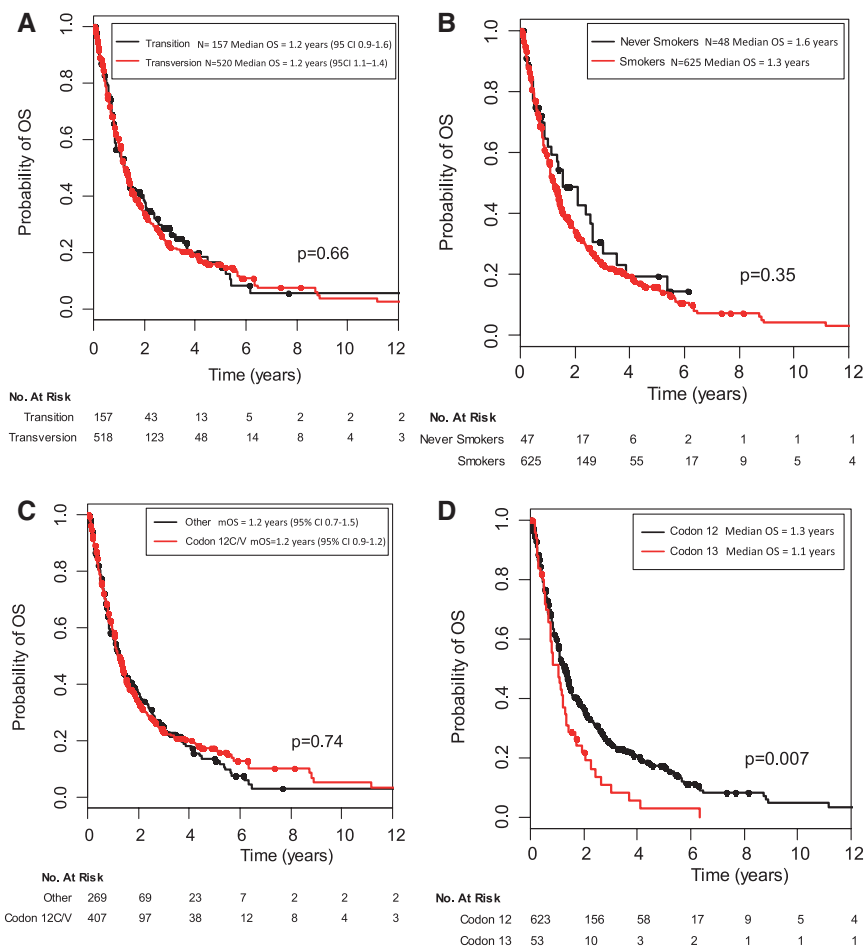 A
Transition N= 157 Median OS = 1.2 years (95 CI 0.9-1.6)
Transversion N=520 Median OS = 1.2 years (95CI 1.1–1.4)
Probability of OS
1.0
0.8
0.6
0.4
0.2
0.0
p=0.66
0 2 4 6 8 10 12
Time (years)
No. At Risk
Transition 157 43 13 5 2 2 2
Transversion 518 123 48 14 8 4 3
B
Never Smokers N=48 Median OS = 1.6 years
Smokers N=625 Median OS = 1.3 years
Probability of OS
1.0
0.8
0.6
0.4
0.2
0.0
p=0.35
0 2 4 6 8 10 12
Time (years)
No. At Risk
Never Smokers 47 17 6 2 1 1 1
Smokers 625 149 55 17 9 5 4
C
Other mOS = 1.2 years (95% CI 0.7-1.5)
Codon 12C/V mOS=1.2 years (95% CI 0.9-1.2)
Probability of OS
1.0
0.8
0.6
0.4
0.2
0.0
p=0.74
0 2 4 6 8 10 12
Time (years)
No. At Risk
Other 269 69 23 7 2 2 2
Codon 12C/V 407 97 38 12 8 4 3
D
Codon 12 Median OS = 1.3 years
Codon 13 Median OS = 1.1 years
Probability of OS
1.0
0.8
0.6
0.4
0.2
0.0
p=0.007
0 2 4 6 8 10 12
Time (years)
No. At Risk
Codon 12 623 156 58 17 9 5 4
Codon 13 53 10 3 2 1 1 1